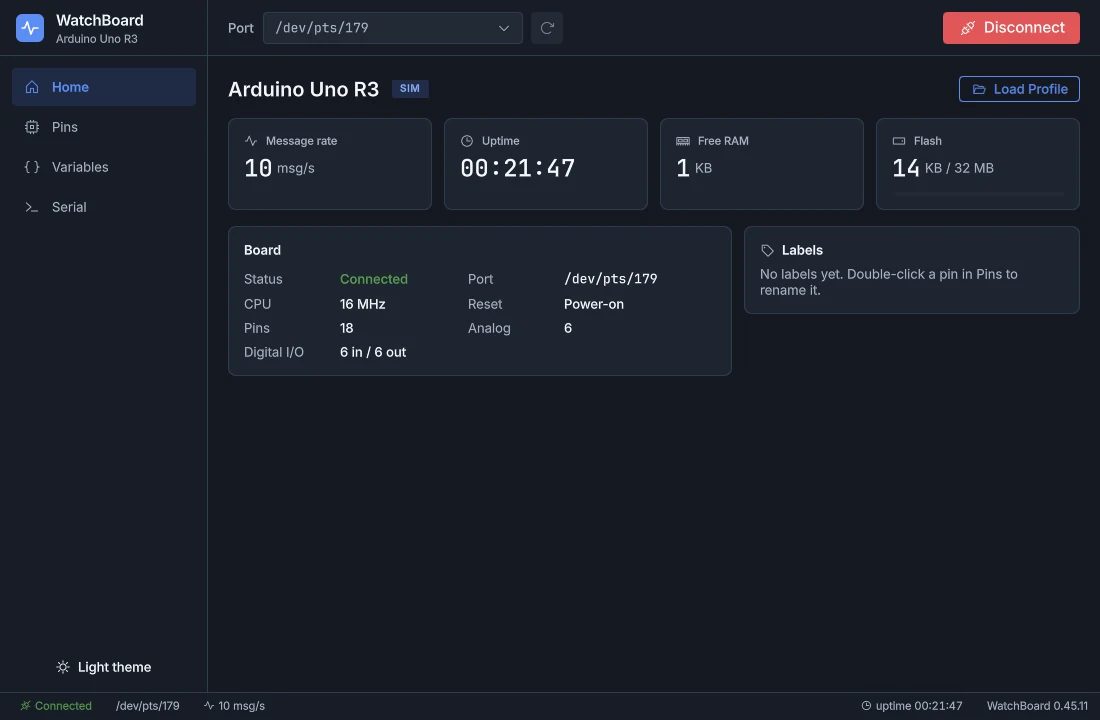 WatchBoard
Arduino Uno R3
Port /dev/pts/179
Disconnect
Home
Pins
Variables
Serial
Arduino Uno R3 SIM
Load Profile
Message rate
10 msg/s
Uptime
00:21:47
Free RAM
1 KB
Flash
14 KB / 32 MB
Board
Status Connected Port /dev/pts/179
CPU 16 MHz Reset Power-on
Pins 18 Analog 6
Digital I/O 6 in / 6 out
Labels
No labels yet. Double-click a pin in Pins to
rename it.
Light theme
Connected /dev/pts/179 10 msg/s uptime 00:21:47 WatchBoard 0.45.11